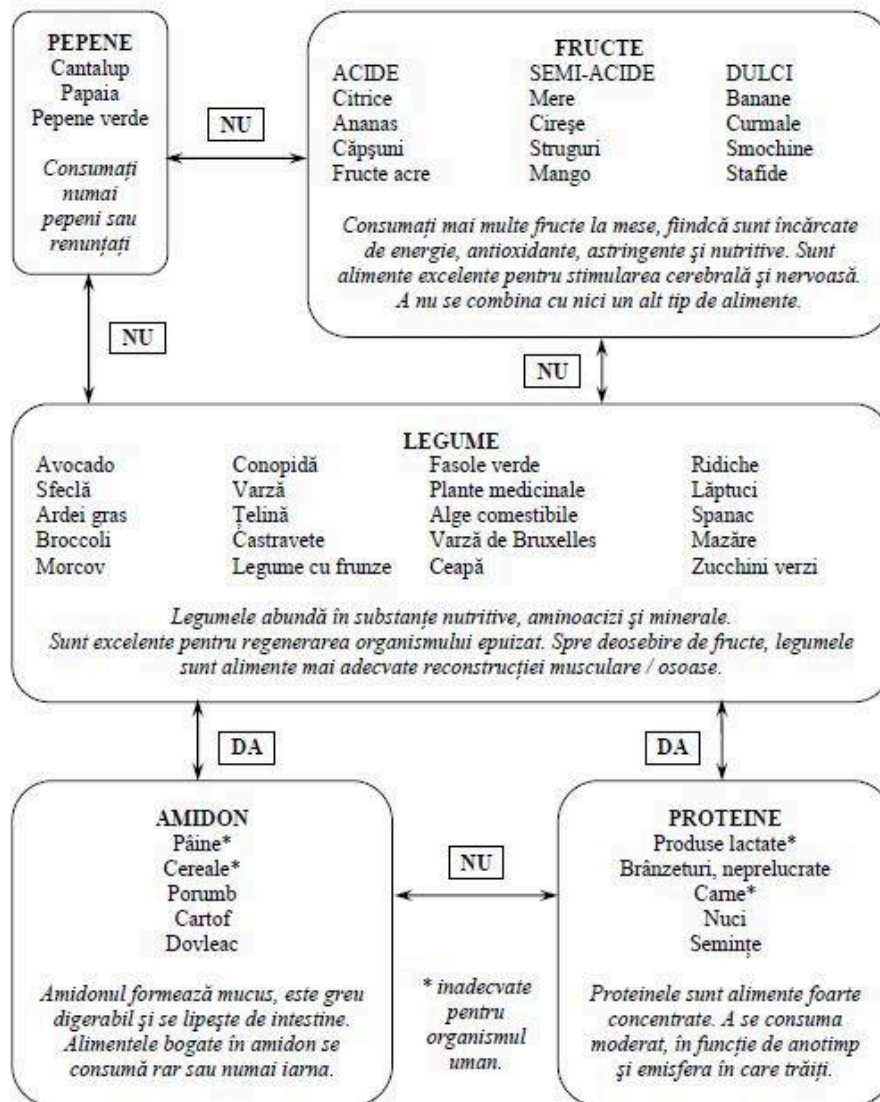 PEPENE
Cantalup
Papaia
Pepene verde
Consumați
numai
pepeni sau
renunțați
NU
FRUCTE
ACIDE SEMI-ACIDE DULCI
Citrice Mere Banane
Ananas Cireşe Curmale
Căpşuni Struguri Smochine
Fructe acre Mango Stafide
Consumați mai multe fructe la mese, fiindcă sunt încărcate
de energie, antioxidante, astringente şi nutritive. Sunt
alimente excelente pentru stimularea cerebrală şi nervoasă.
A nu se combina cu nici un alt tip de alimente.
NU
NU
LEGUME
Avocado Conopidă Fasole verde Ridiche
Sfeclă Varză Plante medicinale Lăptuci
Ardei gras Țelină Alge comestibile Spanac
Broccoli Castravete Varză de Bruxelles Mazăre
Morcov Legume cu frunze Ceapă Zucchini verzi
Legumele abundă în substanțe nutritive, aminoacizi şi minerale.
Sunt excelente pentru regenerarea organismului epuizat. Spre deosebire de fructe, legumele
sunt alimente mai adecvate reconstrucției musculare / osoase.
DA
DA
AMIDON
Pâine*
Cereale*
Porumb
Cartof
Dovleac
Amidonul formează mucus, este greu
digerabil şi se lipeşte de intestine.
Alimentele bogate în amidon se
consumă rar sau numai iarna.
NU
* inadecvate
pentru
organismul
uman.
PROTEINE
Produse lactate*
Brânzeturi, neprelucrate
Carne*
Nuci
Semințe
Proteinele sunt alimente foarte
concentrate. A se consuma
moderat, în funcție de anotimp
şi emisfera în care trăiți.